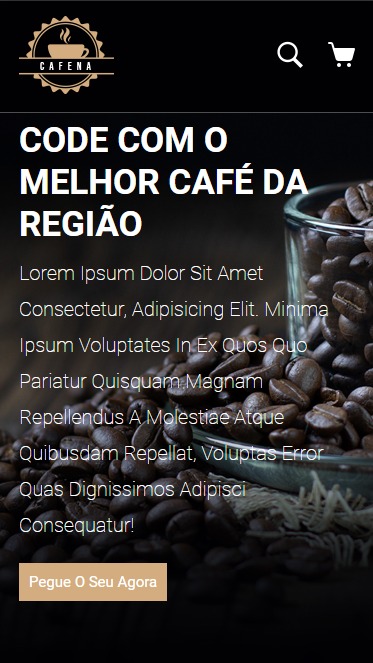 CAFENA
CODE COM O
MELHOR CAFÉ DA
REGIÃO
Lorem Ipsum Dolor Sit Amet
Consectetur, Adipisicing Elit. Minima
Ipsum Voluptates In Ex Quos Quo
Pariatur Quisquam Magnam
Repellendus A Molestiae Atque
Quibusdam Repellat, Voluptas Error
Quas Dignissimos Adipisci
Consequatur!
Pegue O Seu Agora